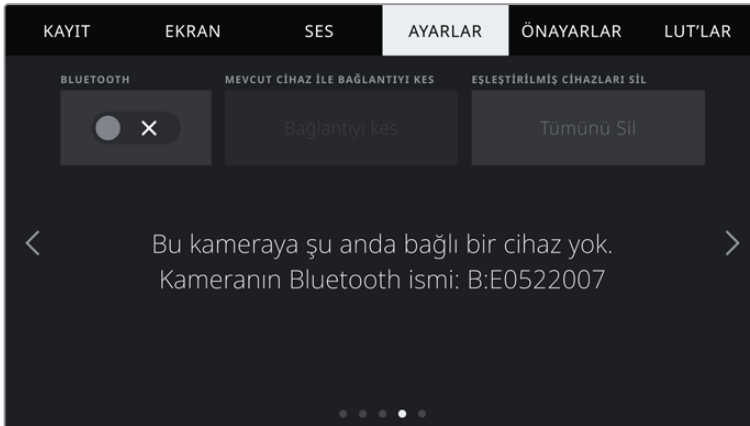 KAYIT EKRAN SES AYARLAR ÖNAYARLAR LUT'LAR
BLUETOOTH MEVCUT CİHAZ İLE BAĞLANTIYI KES EŞLEŞTİRİLMİŞ CİHAZLARI SİL
Bağlantıyı kes Tümünü Sil
Bu kameraya şu anda bağlı bir cihaz yok.
Kameranın Bluetooth ismi: B:E0522007